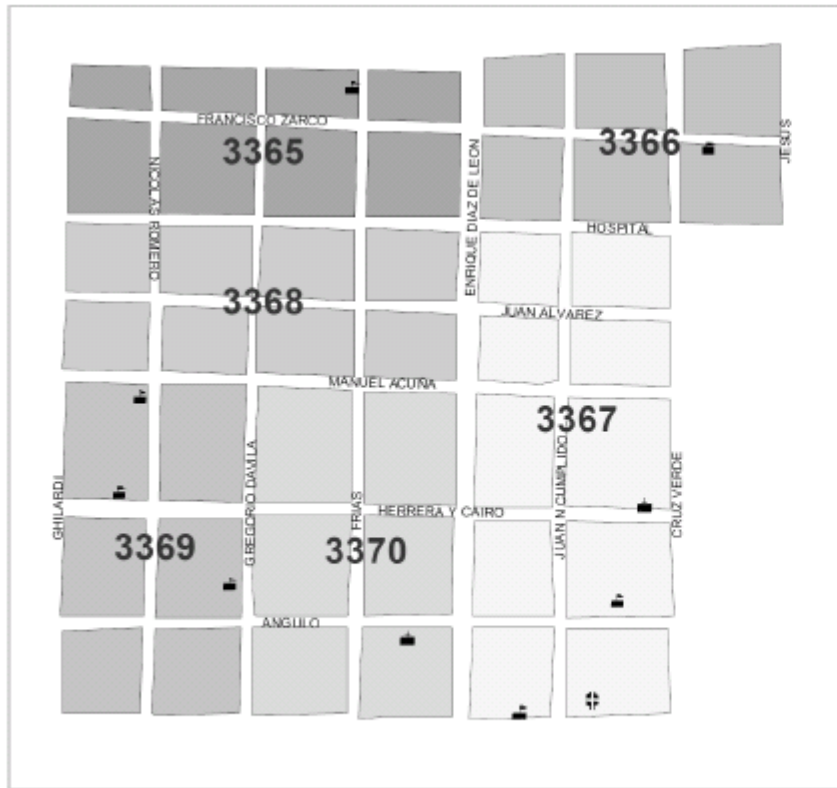 FRANCISCO ZARCO
3365
3366
JESUS
NICOLAS ROMERO
ENRIQUE DIAZ DE LEON
HOSPITAL
3368
JUAN ALVAREZ
MANUEL ACUÑA
3367
GHILARDI
GREGORIO DAVILA
FRIAS
HERRERA Y CAIRO
JUAN N CUMPLIDO
CRUZ VERDE
3369
3370
ANGULO